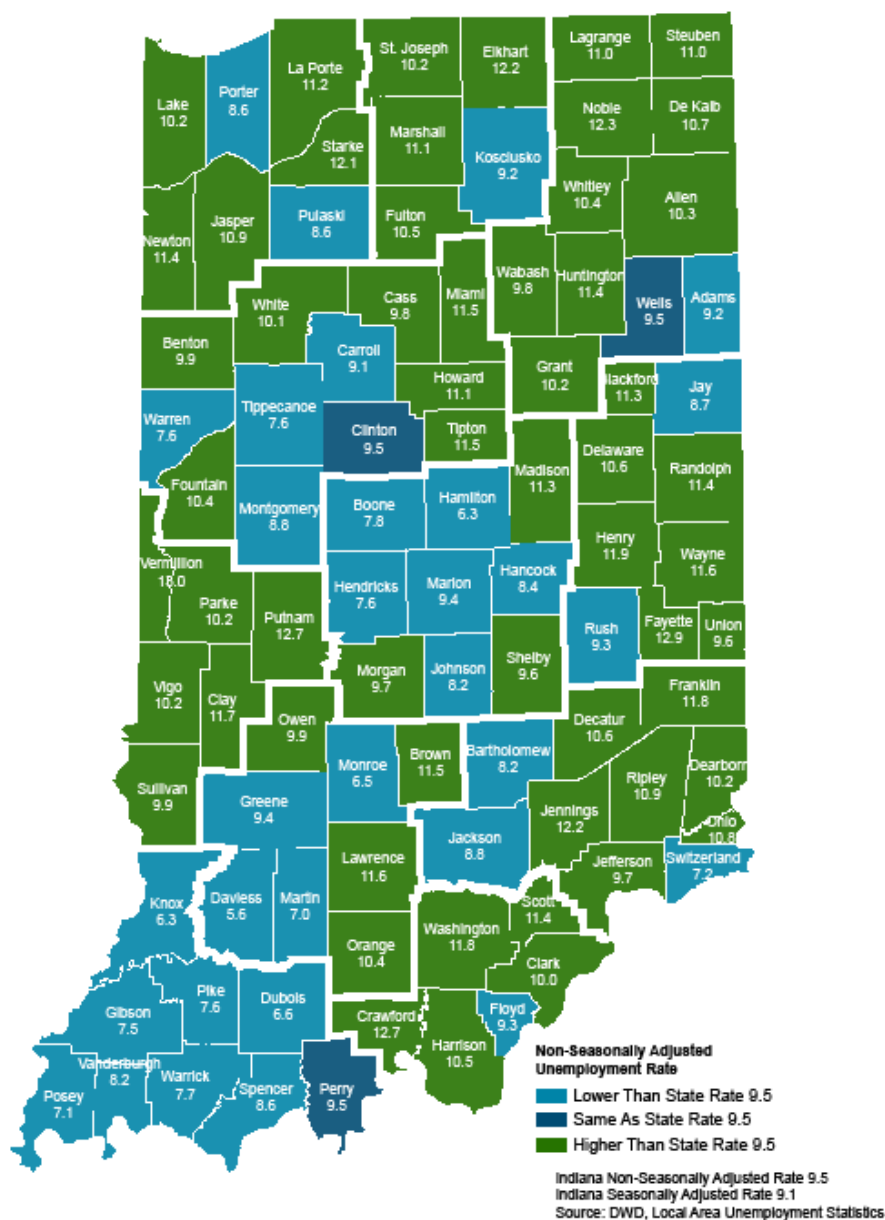 St. Joseph
10.2
Elkhart
12.2
Lagrange
11.0
Steuben
11.0
La Porte
11.2
Porter
8.6
Lake
10.2
Noble
12.3
De Kalb
10.7
Marshall
11.1
Starke
12.1
Kosciusko
9.2
Whitley
10.4
Allen
10.3
Pulaski
8.6
Fulton
10.5
Jasper
10.9
Newton
11.4
Wabash
9.8
Huntington
11.4
Miami
11.5
Cass
9.8
White
10.1
Wells
9.5
Adams
9.2
Benton
9.9
Carroll
9.1
Grant
10.2
Howard
11.1
Blackford
11.3
Jay
8.7
Warren
7.6
Tippecanoe
7.6
Clinton
9.5
Tipton
11.5
Delaware
10.6
Madison
11.3
Randolph
11.4
Fountain
10.4
Montgomery
8.8
Boone
7.8
Hamilton
6.3
Henry
11.9
Wayne
11.6
Vermillion
Hendricks
7.6
Marion
9.4
Hancock
8.4
Parke
10.2
Putnam
12.7
Rush
9.3
Fayette
12.9
Union
9.6
Morgan
9.7
Johnson
8.2
Shelby
9.6
Vigo
10.2
Clay
11.7
Franklin
11.8
Owen
9.9
Decatur
10.6
Monroe
6.5
Brown
11.5
Bartholomew
8.2
Dearborn
10.2
Ripley
10.9
Sullivan
9.9
Greene
9.4
Jennings
12.2
Ohio
10.8
Jackson
8.8
Lawrence
11.6
Jefferson
9.7
Switzerland
7.2
Knox
6.3
Daviess
5.6
Martin
7.0
Scott
11.4
Washington
11.8
Orange
10.4
Clark
10.0
Pike
7.6
Dubois
6.6
Gibson
7.5
Crawford
12.7
Floyd
9.3
Harrison
10.5
Vanderburgh
8.2
Warrick
7.7
Posey
7.1
Spencer
8.6
Perry
9.5
Non-Seasonally Adjusted
Unemployment Rate
Lower Than State Rate 9.5
Same As State Rate 9.5
Higher Than State Rate 9.5
Indiana Non-Seasonally Adjusted Rate 9.5
Indiana Seasonally Adjusted Rate 9.1
Source: DWD, Local Area Unemployment Statistics